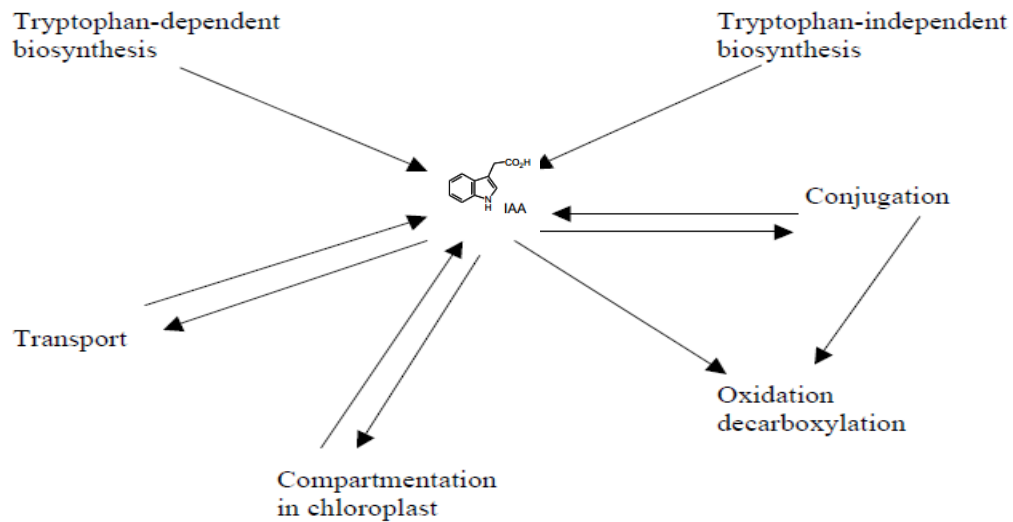 Tryptophan-dependent
biosynthesis
Tryptophan-independent
biosynthesis
CO₂H
N
H
IAA
Conjugation
Transport
Oxidation
decarboxylation
Compartmentation
in chloroplast